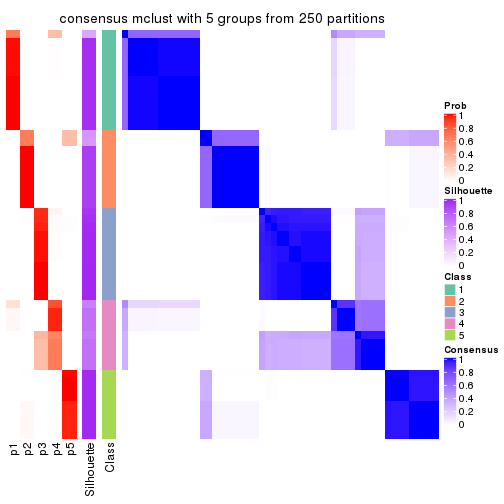 consensus mclust with 5 groups from 250 partitions
Prob
1
0.8
0.6
0.4
0.2
0
Silhouette
1
0.8
0.6
0.4
0.2
0
Class
1
2
3
4
5
Consensus
1
0.8
0.6
0.4
0.2
0
p1
p2
p3
p4
p5
Silhouette
Class